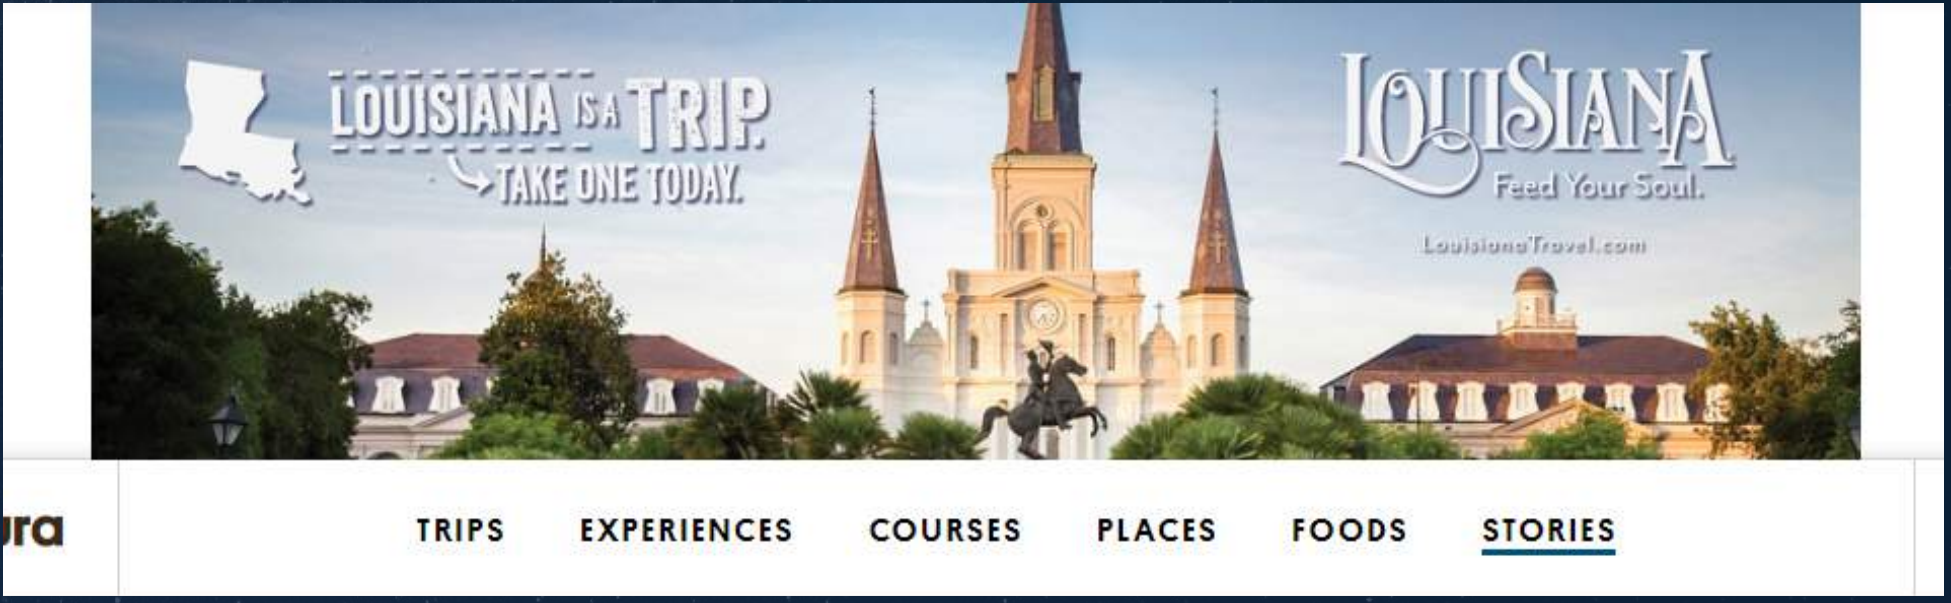 LOUISIANA IS A TRIP.
TAKE ONE TODAY.
LOUISIANA
Feed Your Soul.
LouisianaTravel.com
ura
TRIPS EXPERIENCES COURSES PLACES FOODS STORIES